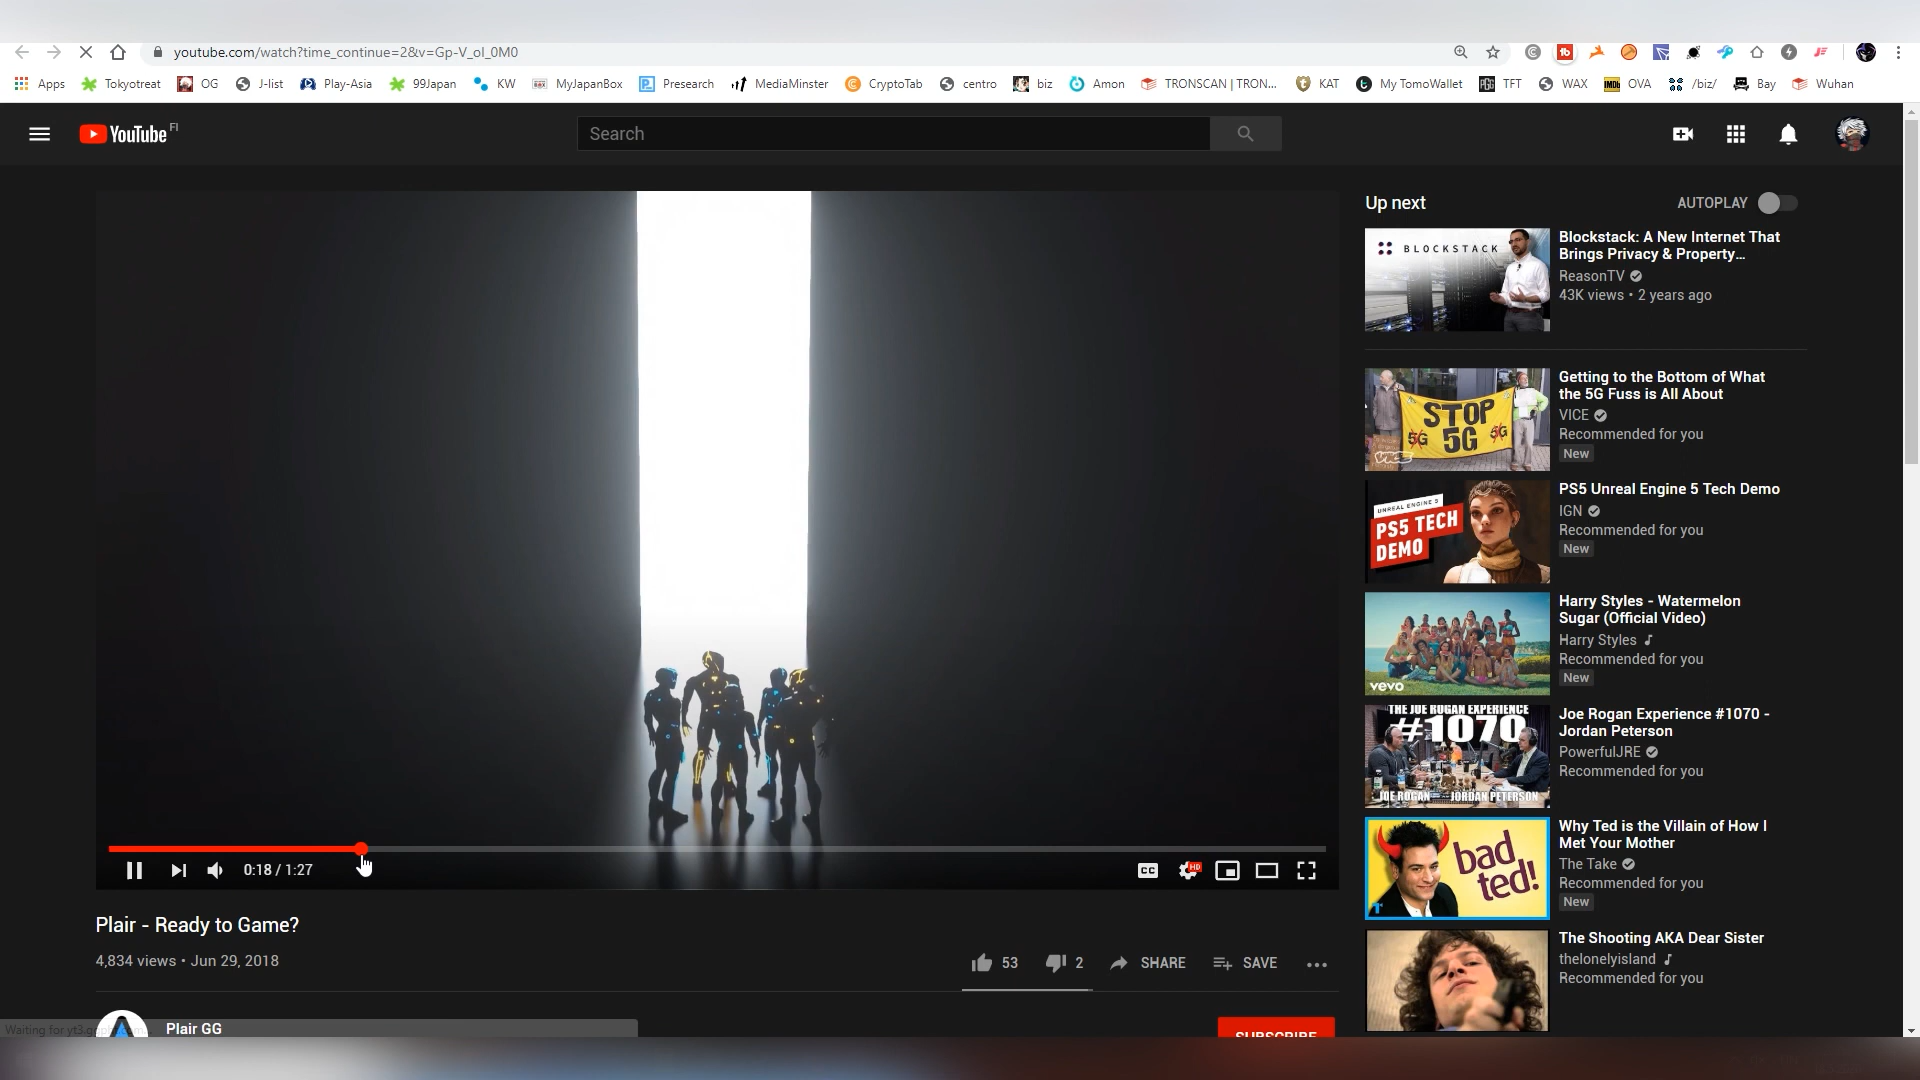 youtube.com/watch?time_continue=2&v=Gp-V_ol_0M0
Apps Tokyotreat OG J-list Play-Asia 99Japan KW MyJapanBox Presearch MediaMinster CryptoTab centro biz Amon TRONSCAN | TRON... KAT My TomoWallet TFT WAX OVA /biz/ Bay Wuhan
YouTube FI
Search
Up next
AUTOPLAY
BLOCKSTACK
Blockstack: A New Internet That
Brings Privacy & Property...
ReasonTV
43K views • 2 years ago
STOP
5G 5G 5G
VICE
Getting to the Bottom of What
the 5G Fuss is All About
VICE
Recommended for you
New
UNREAL ENGINE 5
PS5 TECH
DEMO
PS5 Unreal Engine 5 Tech Demo
IGN
Recommended for you
New
vevo
Harry Styles - Watermelon
Sugar (Official Video)
Harry Styles
Recommended for you
New
THE JOE ROGAN EXPERIENCE
#1070
JOE ROGAN JORDAN PETERSON
Joe Rogan Experience #1070 -
Jordan Peterson
PowerfulJRE
Recommended for you
bad
ted!
Why Ted is the Villain of How I
Met Your Mother
The Take
Recommended for you
New
The Shooting AKA Dear Sister
thelonelyisland
Recommended for you
0:18 / 1:27
CC
HD
Plair - Ready to Game?
4,834 views • Jun 29, 2018
53 2 SHARE SAVE
Plair GG
SUBSCRIBE